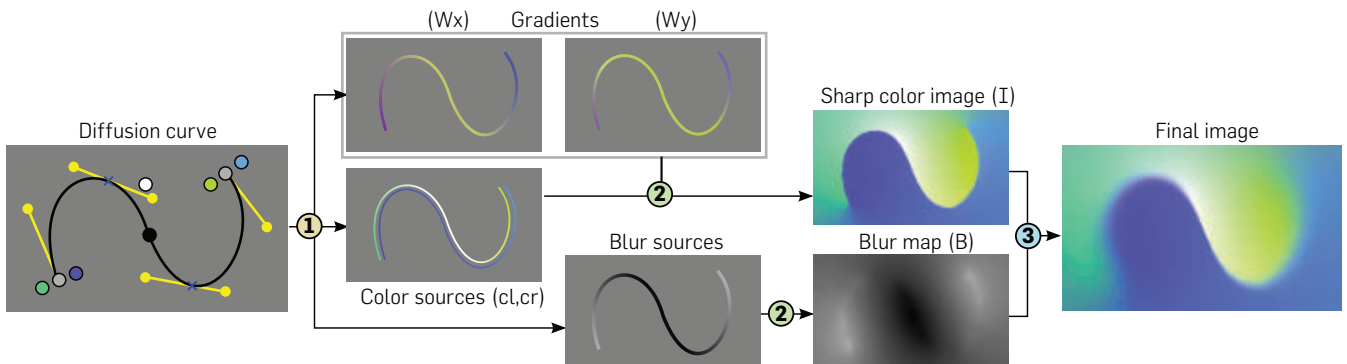 (Wx) Gradients (Wy)
Diffusion curve
Sharp color image (I)
Final image
1
2
3
Color sources (cl,cr)
Blur sources
Blur map (B)
2